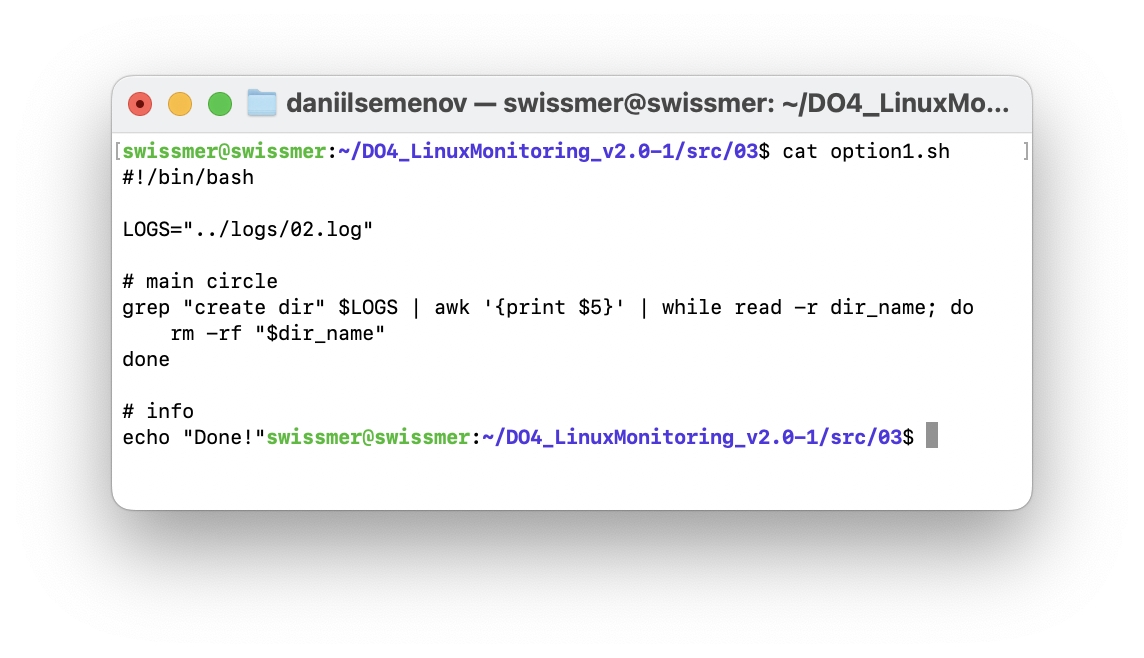 daniilsemenov — swissmer@swissmer: ~/DO4_LinuxMo...
[swissmer@swissmer:~/DO4_LinuxMonitoring_v2.0-1/src/03$ cat option1.sh ]
#!/bin/bash
LOGS="../logs/02.log"
# main circle
grep "create dir" $LOGS | awk '{print $5}' | while read -r dir_name; do
    rm -rf "$dir_name"
done
# info
echo "Done!"swissmer@swissmer:~/DO4_LinuxMonitoring_v2.0-1/src/03$